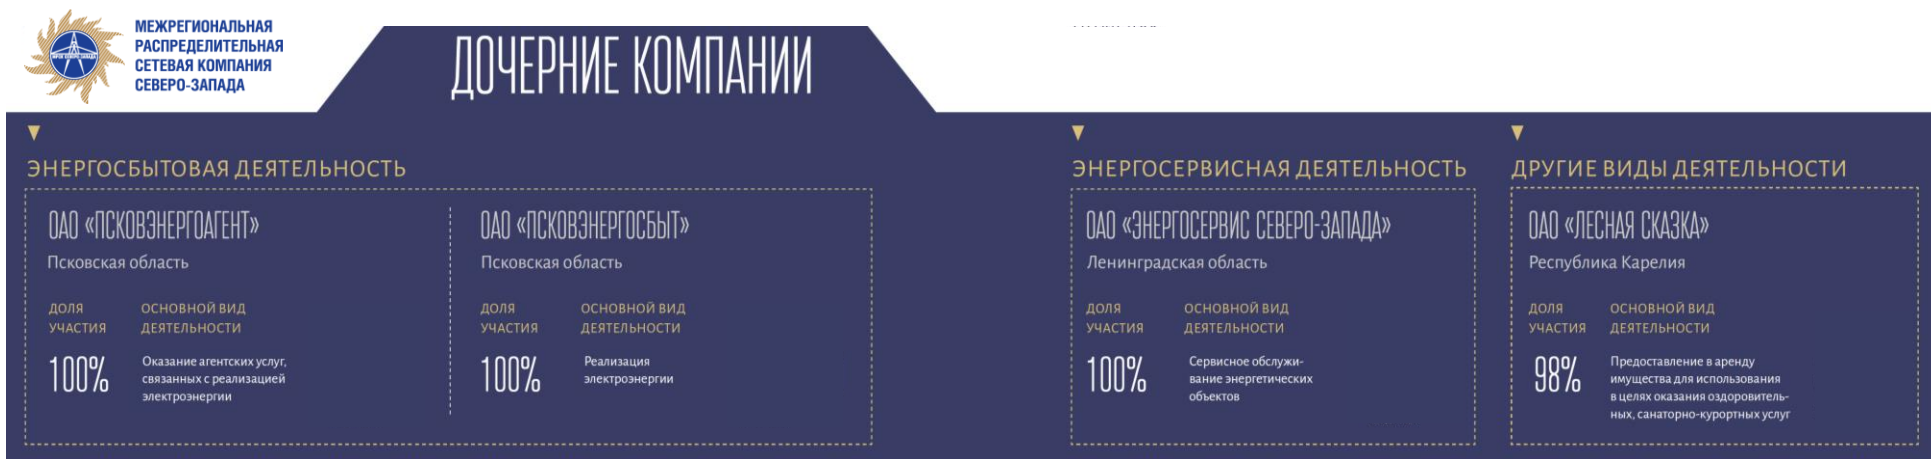 МЕЖРЕГИОНАЛЬНАЯ
РАСПРЕДЕЛИТЕЛЬНАЯ
СЕТЕВАЯ КОМПАНИЯ
СЕВЕРО-ЗАПАДА
ДОЧЕРНИЕ КОМПАНИИ
ЭНЕРГОСБЫТОВАЯ ДЕЯТЕЛЬНОСТЬ
ОАО «ПСКОВЭНЕРГОАГЕНТ»
Псковская область
ДОЛЯ
УЧАСТИЯ
ОСНОВНОЙ ВИД
ДЕЯТЕЛЬНОСТИ
100%
Оказание агентских услуг,
связанных с реализацией
электроэнергии
ОАО «ПСКОВЭНЕРГОСБЫТ»
Псковская область
ДОЛЯ
УЧАСТИЯ
ОСНОВНОЙ ВИД
ДЕЯТЕЛЬНОСТИ
100%
Реализация
электроэнергии
ЭНЕРГОСЕРВИСНАЯ ДЕЯТЕЛЬНОСТЬ
ОАО «ЭНЕРГОСЕРВИС СЕВЕРО-ЗАПАДА»
Ленинградская область
ДОЛЯ
УЧАСТИЯ
ОСНОВНОЙ ВИД
ДЕЯТЕЛЬНОСТИ
100%
Сервисное обслужи-
вание энергетических
объектов
ДРУГИЕ ВИДЫ ДЕЯТЕЛЬНОСТИ
ОАО «ЛЕСНАЯ СКАЗКА»
Республика Карелия
ДОЛЯ
УЧАСТИЯ
ОСНОВНОЙ ВИД
ДЕЯТЕЛЬНОСТИ
98%
Предоставление в аренду
имущества для использования
в целях оказания оздоровитель-
ных, санаторно-курортных услуг